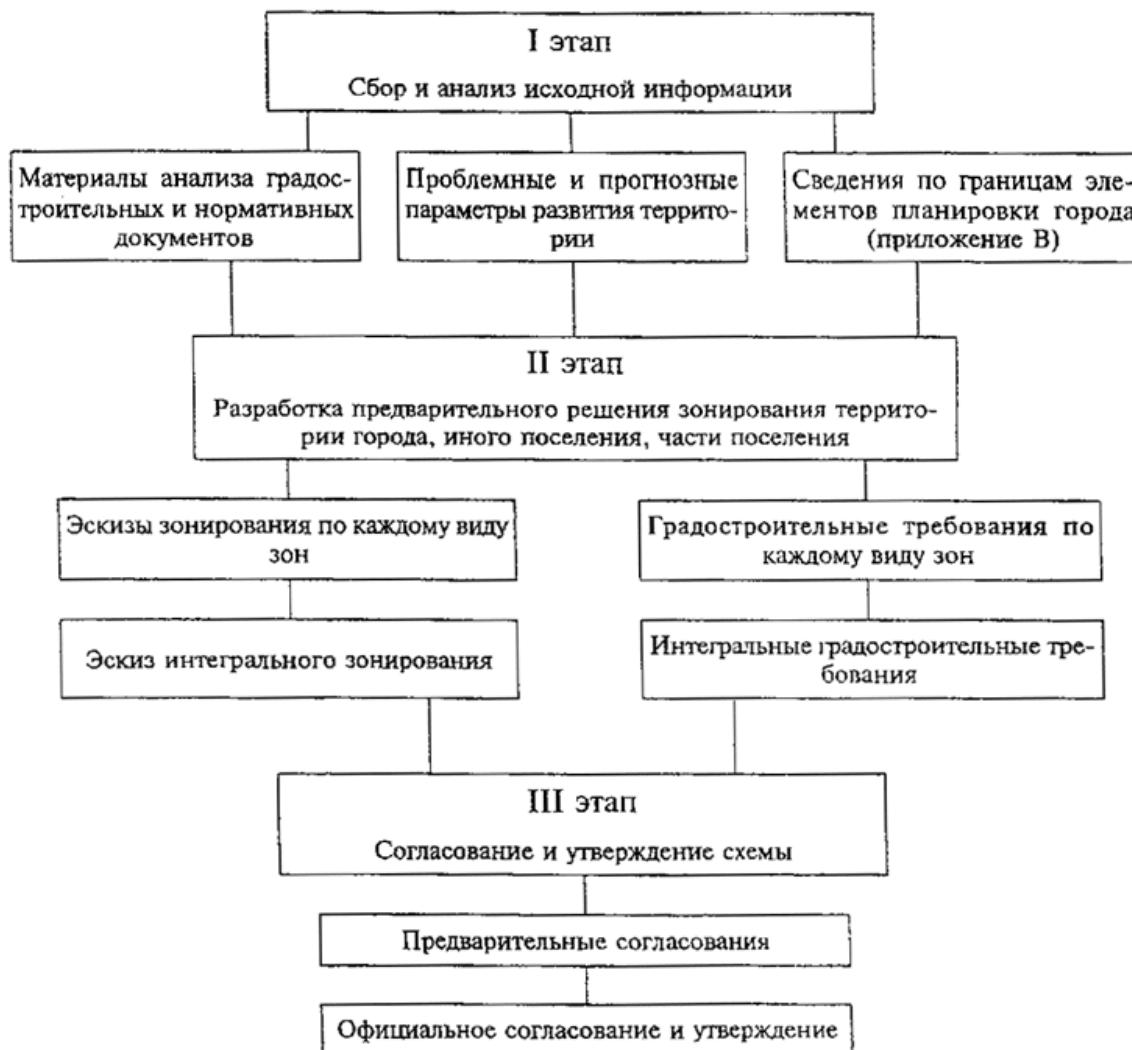 I этап
Сбор и анализ исходной информации
Материалы анализа градос-
троительных и нормативных
документов
Проблемные и прогнозные
параметры развития террито-
рии
Сведения по границам эле-
ментов планировки города
(приложение В)
II этап
Разработка предварительного решения зонирования террито-
рии города, иного поселения, части поселения
Эскизы зонирования по каждому виду
зон
Градостроительные требования по
каждому виду зон
Эскиз интегрального зонирования
Интегральные градостроительные тре-
бования
III этап
Согласование и утверждение схемы
Предварительные согласования
Официальное согласование и утверждение